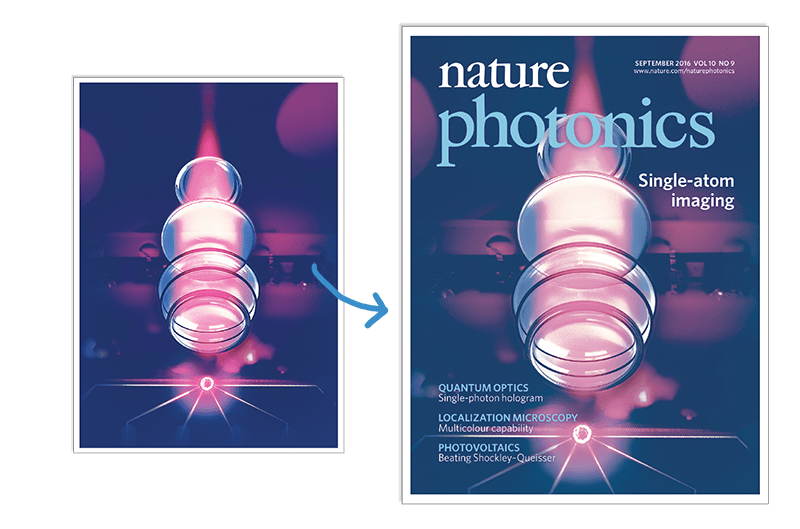 nature
SEPTEMBER 2016 VOL 10 NO 9
www.nature.com/naturephotonics
photonics
Single-atom
imaging
QUANTUM OPTICS
Single-photon hologram
LOCALIZATION MICROSCOPY
Multicolour capability
PHOTOVOLTAICS
Beating Shockley–Queisser